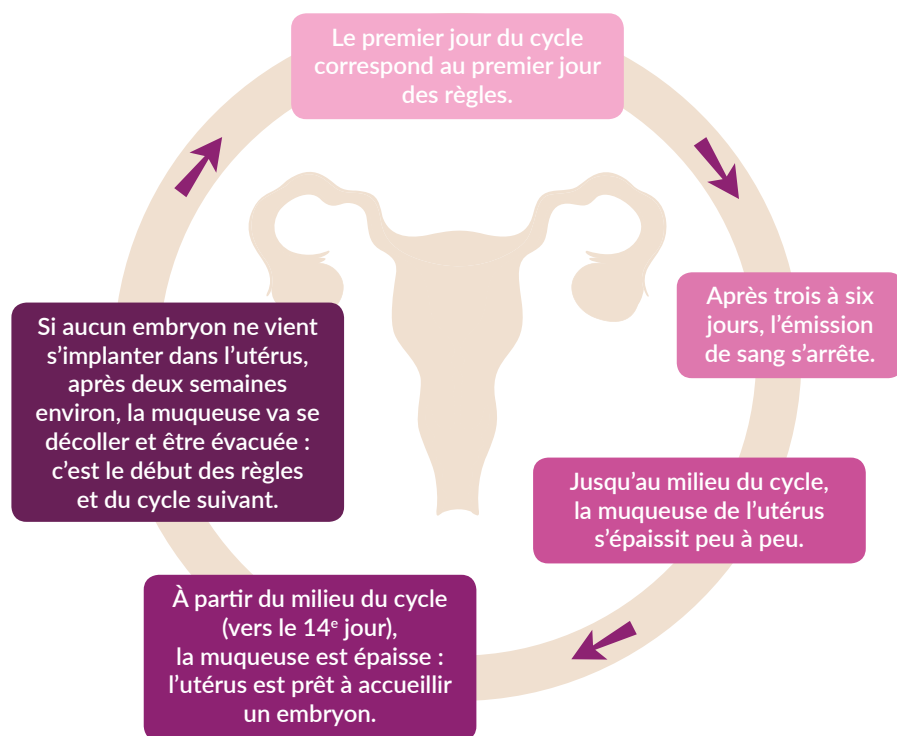 Le premier jour du cycle
correspond au premier jour
des règles.
Après trois à six
jours, l’émission
de sang s’arrête.
Jusqu’au milieu du cycle,
la muqueuse de l’utérus
s’épaissit peu à peu.
À partir du milieu du cycle
(vers le 14ᵉ jour),
la muqueuse est épaisse :
l’utérus est prêt à accueillir
un embryon.
Si aucun embryon ne vient
s’implanter dans l’utérus,
après deux semaines
environ, la muqueuse va se
décoller et être évacuée :
c’est le début des règles
et du cycle suivant.